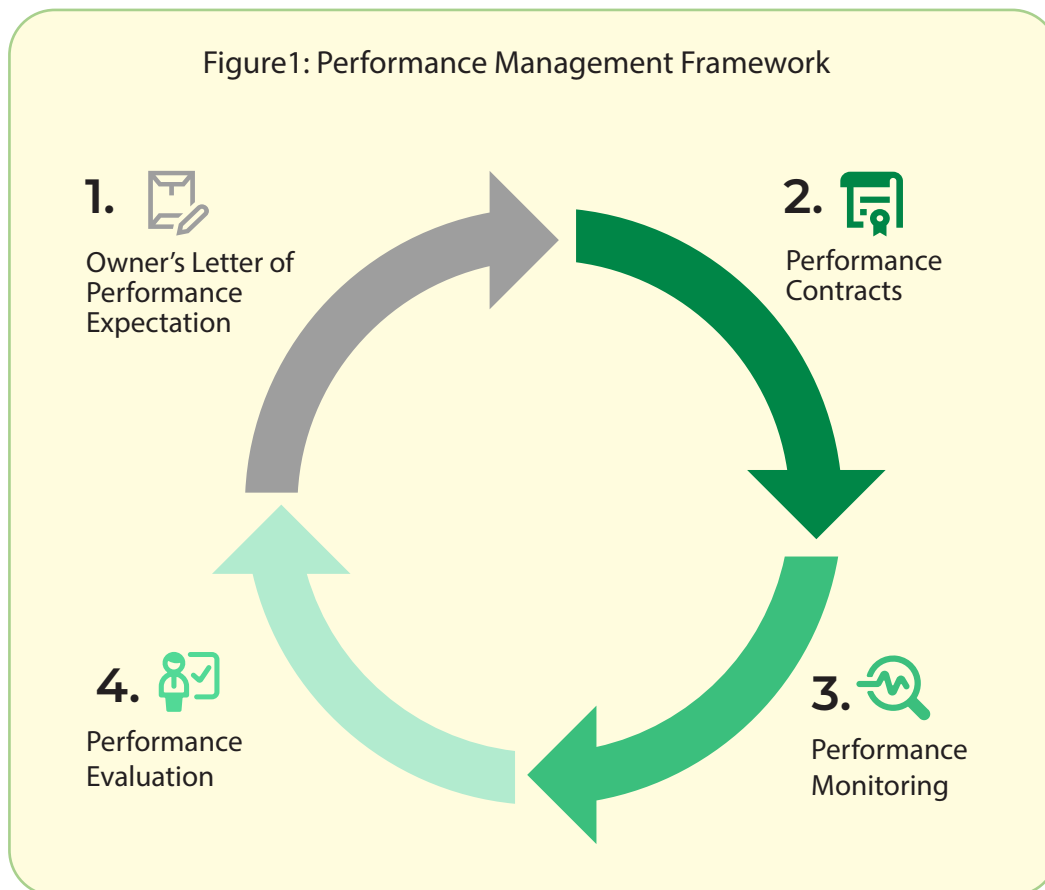 Figure1: Performance Management Framework
1.
Owner’s Letter of
Performance
Expectation
2.
Performance
Contracts
3.
Performance
Monitoring
4.
Performance
Evaluation